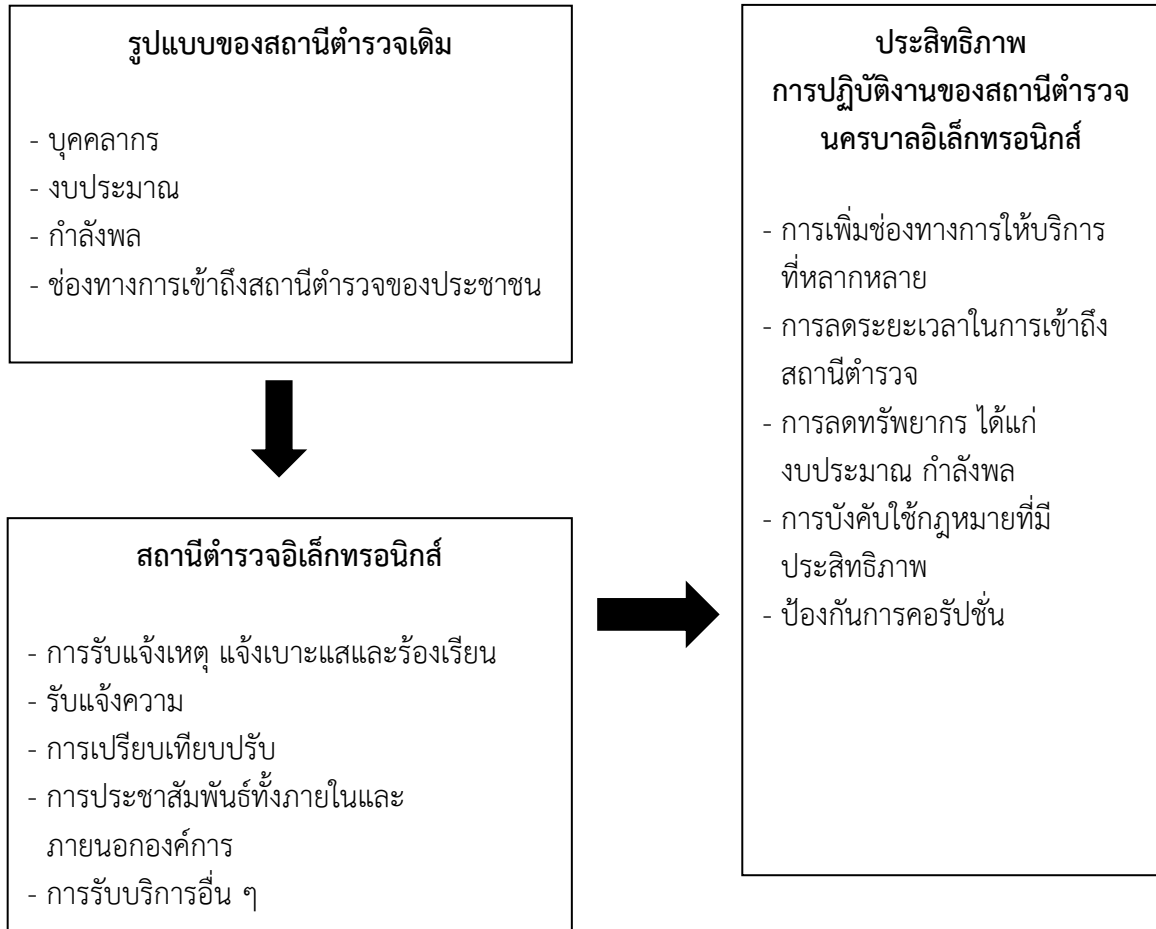 รูปแบบของสถานีตำรวจเดิม
- บุคคลากร
- งบประมาณ
- กำลังพล
- ช่องทางการเข้าถึงสถานีตำรวจของประชาชน
สถานีตำรวจอิเล็กทรอนิกส์
- การรับแจ้งเหตุ แจ้งเบาะแสและร้องเรียน
- รับแจ้งความ
- การเปรียบเทียบปรับ
- การประชาสัมพันธ์ทั้งภายในและ
ภายนอกองค์การ
- การรับบริการอื่น ๆ
ประสิทธิภาพ
การปฏิบัติงานของสถานีตำรวจ
นครบาลอิเล็กทรอนิกส์
- การเพิ่มช่องทางการให้บริการ
ที่หลากหลาย
- การลดระยะเวลาในการเข้าถึง
สถานีตำรวจ
- การลดทรัพยากร ได้แก่
งบประมาณ กำลังพล
- การบังคับใช้กฎหมายที่มี
ประสิทธิภาพ
- ป้องกันการคอรัปชั่น